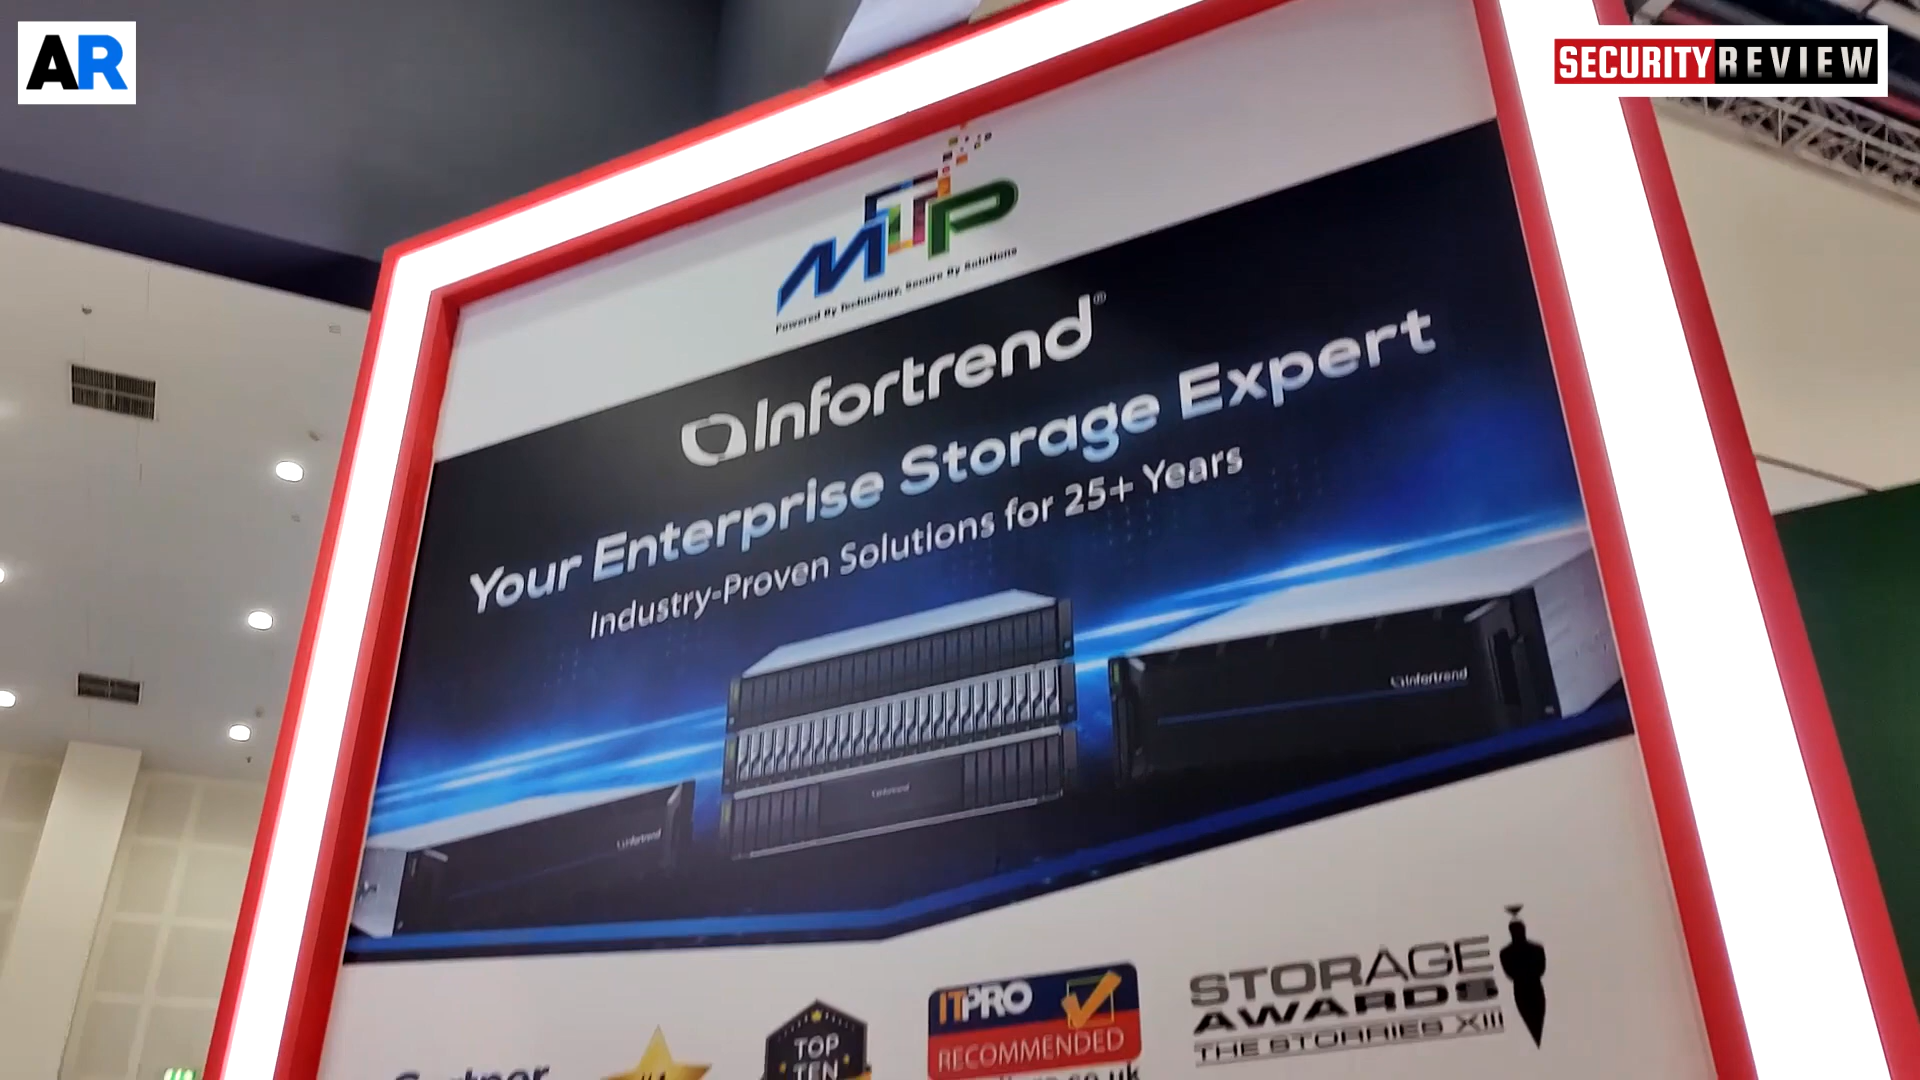 AR
SECURITY REVIEW
MTP
Powered By Technology, Secure By Solutions
Infortrend®
Your Enterprise Storage Expert
Industry-Proven Solutions for 25+ Years
Infortrend
Infortrend
Infortrend
TOP
TEN
ITPRO
RECOMMENDED
STORAGE
AWARDS
THE STORRIES XIII